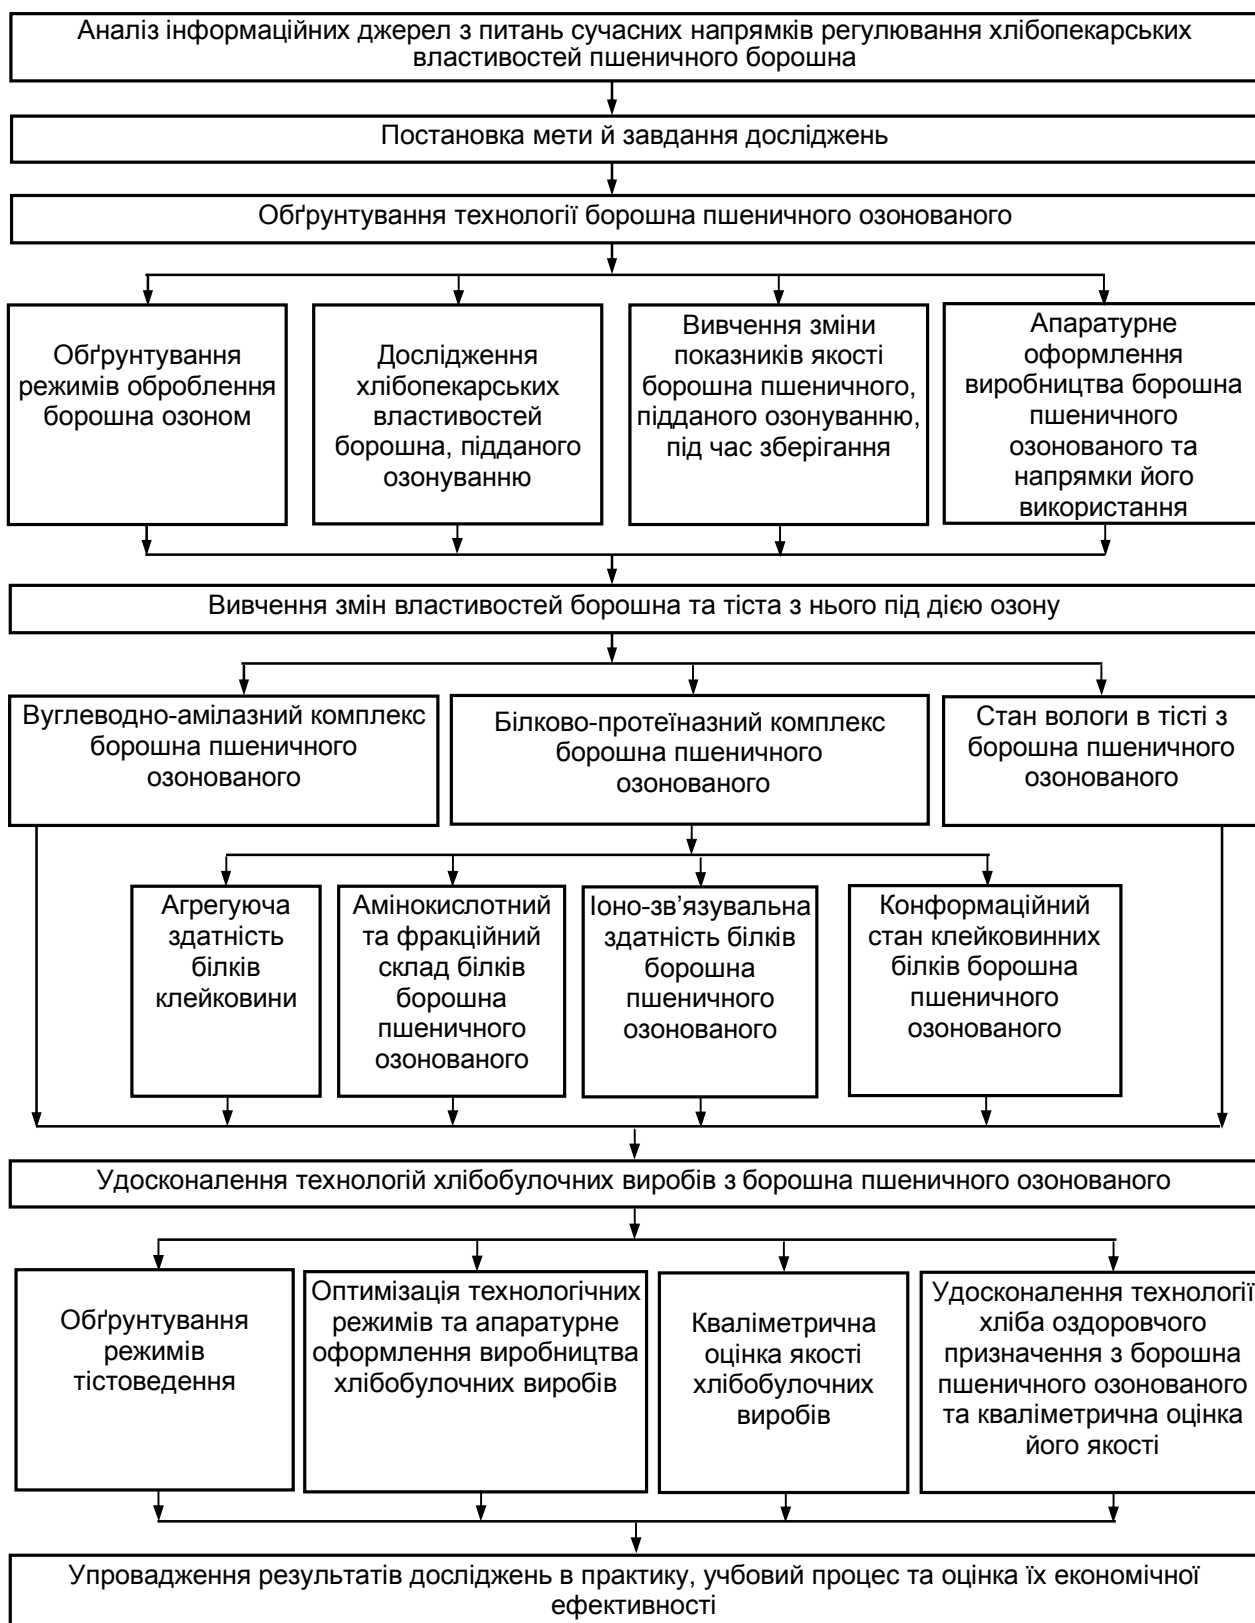 Аналіз інформаційних джерел з питань сучасних напрямків регулювання хлібопекарських
властивостей пшеничного борошна
Постановка мети й завдання досліджень
Обґрунтування технології борошна пшеничного озонованого
Обґрунтування
режимів оброблення
борошна озоном
Дослідження
хлібопекарських
властивостей
борошна, підданого
озонуванню
Вивчення зміни
показників якості
борошна пшеничного,
підданого озонуванню,
під час зберігання
Апаратурне
оформлення
виробництва борошна
пшеничного
озонованого та
напрямки його
використання
Вивчення змін властивостей борошна та тіста з нього під дією озону
Вуглеводно-амілазний комплекс
борошна пшеничного
озонованого
Білково-протеїназний комплекс
борошна пшеничного
озонованого
Стан вологи в тісті з
борошна пшеничного
озонованого
Агрегуюча
здатність
білків
клейковини
Амінокислотний
та фракційний
склад білків
борошна
пшеничного
озонованого
Іоно-зв’язувальна
здатність білків
борошна
пшеничного
озонованого
Конформаційний
стан клейковинних
білків борошна
пшеничного
озонованого
Удосконалення технологій хлібобулочних виробів з борошна пшеничного озонованого
Обґрунтування
режимів
тістоведення
Оптимізація технологічних
режимів та апаратурне
оформлення виробництва
хлібобулочних виробів
Кваліметрична
оцінка якості
хлібобулочних
виробів
Удосконалення технології
хліба оздоровчого
призначення з борошна
пшеничного озонованого
та кваліметрична оцінка
його якості
Упровадження результатів досліджень в практику, учбовий процес та оцінка їх економічної
ефективності